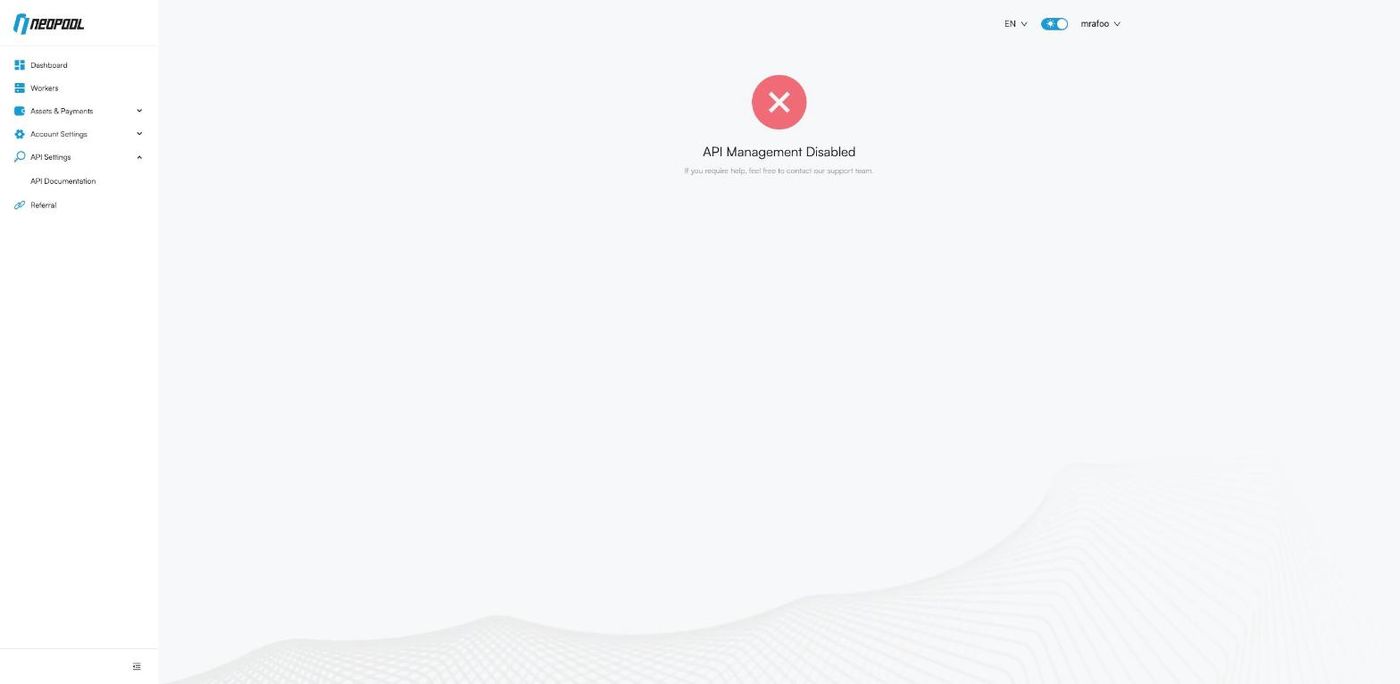 NEOPOOL
EN
mrafoo
Dashboard
Workers
Assets & Payments
Account Settings
API Settings
API Documentation
Referral
API Management Disabled
If you require help, feel free to contact our support team.